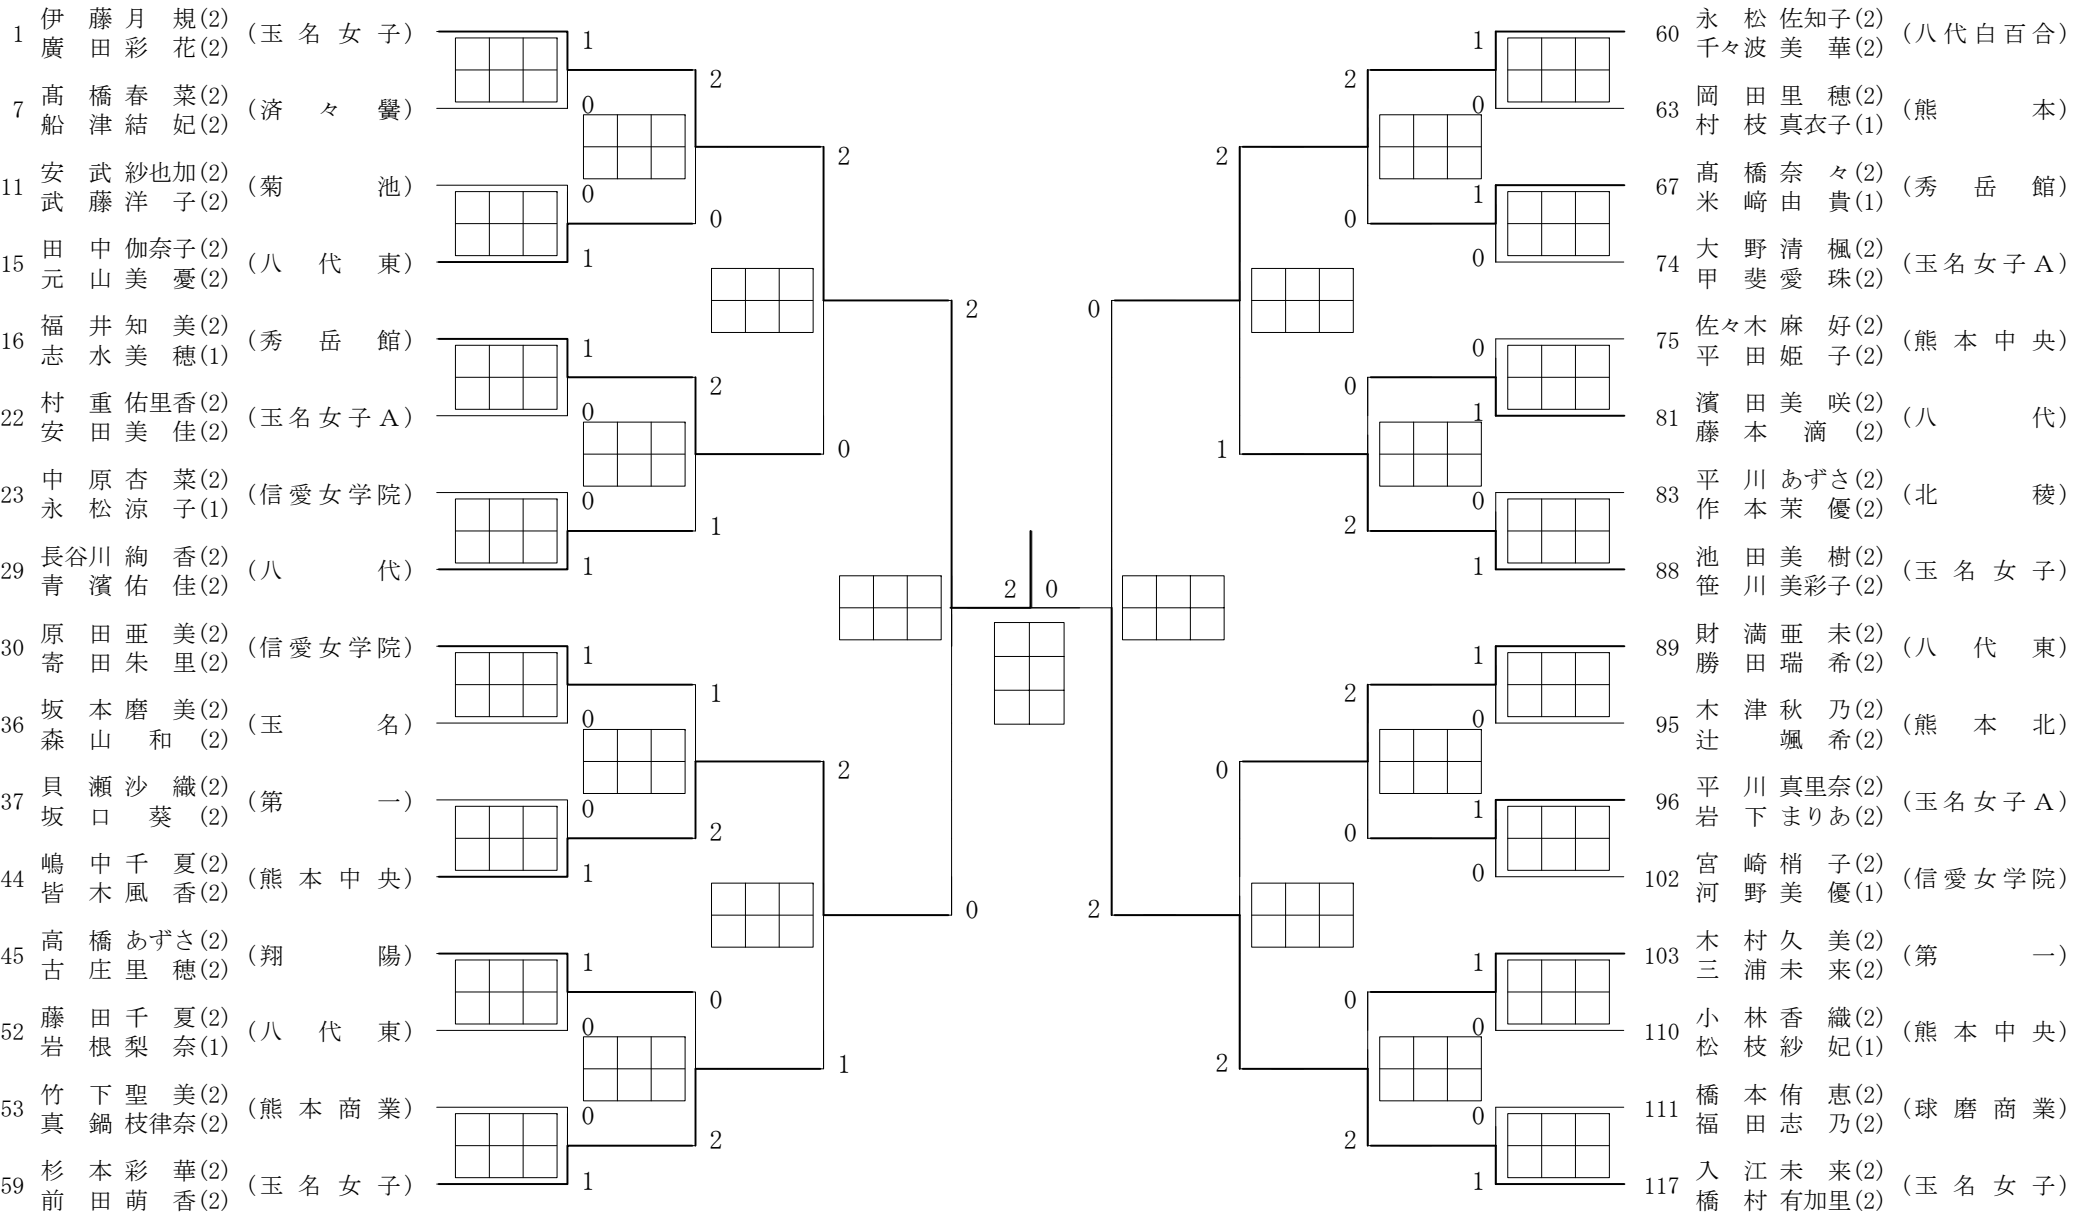 1 伊藤月規(2) (玉名女子)
廣田彩花(2)
7 髙橋春菜(2) (済々黌)
船津結妃(2)
11 安武紗也加(2) (菊池)
武藤洋子(2)
15 田中伽奈子(2) (八代東)
元山美憂(2)
16 福井知美(2) (秀岳館)
志水美穂(1)
22 村重佑里香(2) (玉名女子A)
安田美佳(2)
23 中原杏菜(2) (信愛女学院)
永松涼子(1)
29 長谷川絢香(2) (八代)
青濱佑佳(2)
30 原田亜美(2) (信愛女学院)
寄田朱里(2)
36 坂本磨美(2) (玉名)
森山和(2)
37 貝瀬沙織(2) (第一)
坂口葵(2)
44 嶋中千夏(2) (熊本中央)
皆木風香(2)
45 高橋あずさ(2) (翔陽)
古庄里穂(2)
52 藤田千夏(2) (八代東)
岩根梨奈(1)
53 竹下聖美(2) (熊本商業)
真鍋枝律奈(2)
59 杉本彩華(2) (玉名女子)
前田萌香(2)
1
0
0
1
1
0
0
1
1
0
0
1
1
0
0
1
2
0
2
1
1
2
0
2
2
0
2
1
2
0
2 0
0
2
2
1
0
2
2
0
0
2
2
0
0
2
1
0
1
0
0
1
0
1
1
0
1
0
1
0
0
1
60 永松佐知子(2) (八代白百合)
千々波美華(2)
63 岡田里穂(2) (熊本)
村枝真衣子(1)
67 髙橋奈々(2) (秀岳館)
米﨑由貴(1)
74 大野清楓(2) (玉名女子A)
甲斐愛珠(2)
75 佐々木麻好(2) (熊本中央)
平田姫子(2)
81 濱田美咲(2) (八代)
藤本滴(2)
83 平川あずさ(2) (北稜)
作本茉優(2)
88 池田美樹(2) (玉名女子)
笹川美彩子(2)
89 財満亜未(2) (八代東)
勝田瑞希(2)
95 木津秋乃(2) (熊本北)
辻颯希(2)
96 平川真里奈(2) (玉名女子A)
岩下まりあ(2)
102 宮崎梢子(2) (信愛女学院)
河野美優(1)
103 木村久美(2) (第一)
三浦未来(2)
110 小林香織(2) (熊本中央)
松枝紗妃(1)
111 橋本侑恵(2) (球磨商業)
福田志乃(2)
117 入江未来(2) (玉名女子)
橋村有加里(2)